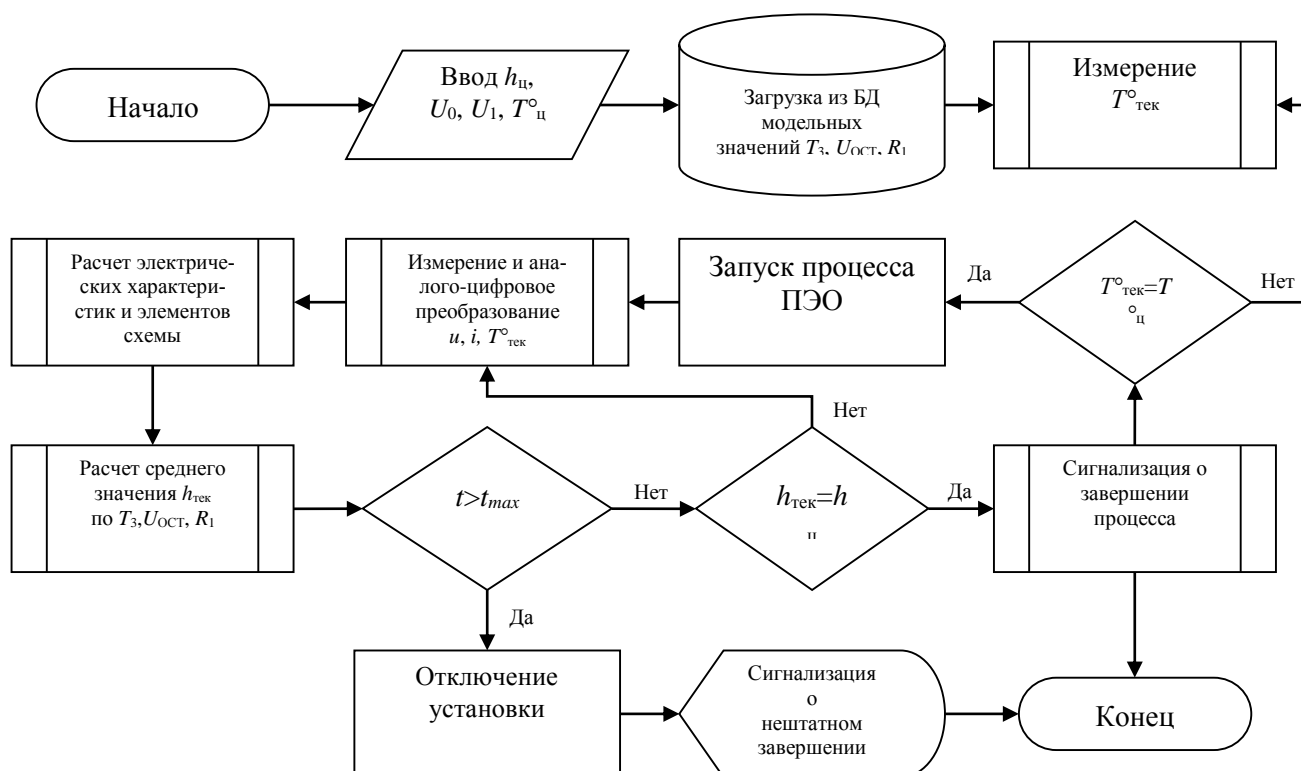 Начало
Ввод hц,
U0, U1, T°ц
Загрузка из БД
модельных
значений T3, UОСТ, R1
Измерение
T°тек
Расчет электриче-
ских характери-
стик и элементов
схемы
Измерение и ана-
лого-цифровое
преобразование
u, i, T°тек
Запуск процесса
ПЭО
Да
T°тек=T
°ц
Нет
Расчет среднего
значения hтек
по T3,UОСТ, R1
t>tmax
Нет
Нет
hтек=h
ц
Да
Сигнализация о
завершении
процесса
Да
Отключение
установки
Сигнализация
о
нештатном
завершении
Конец